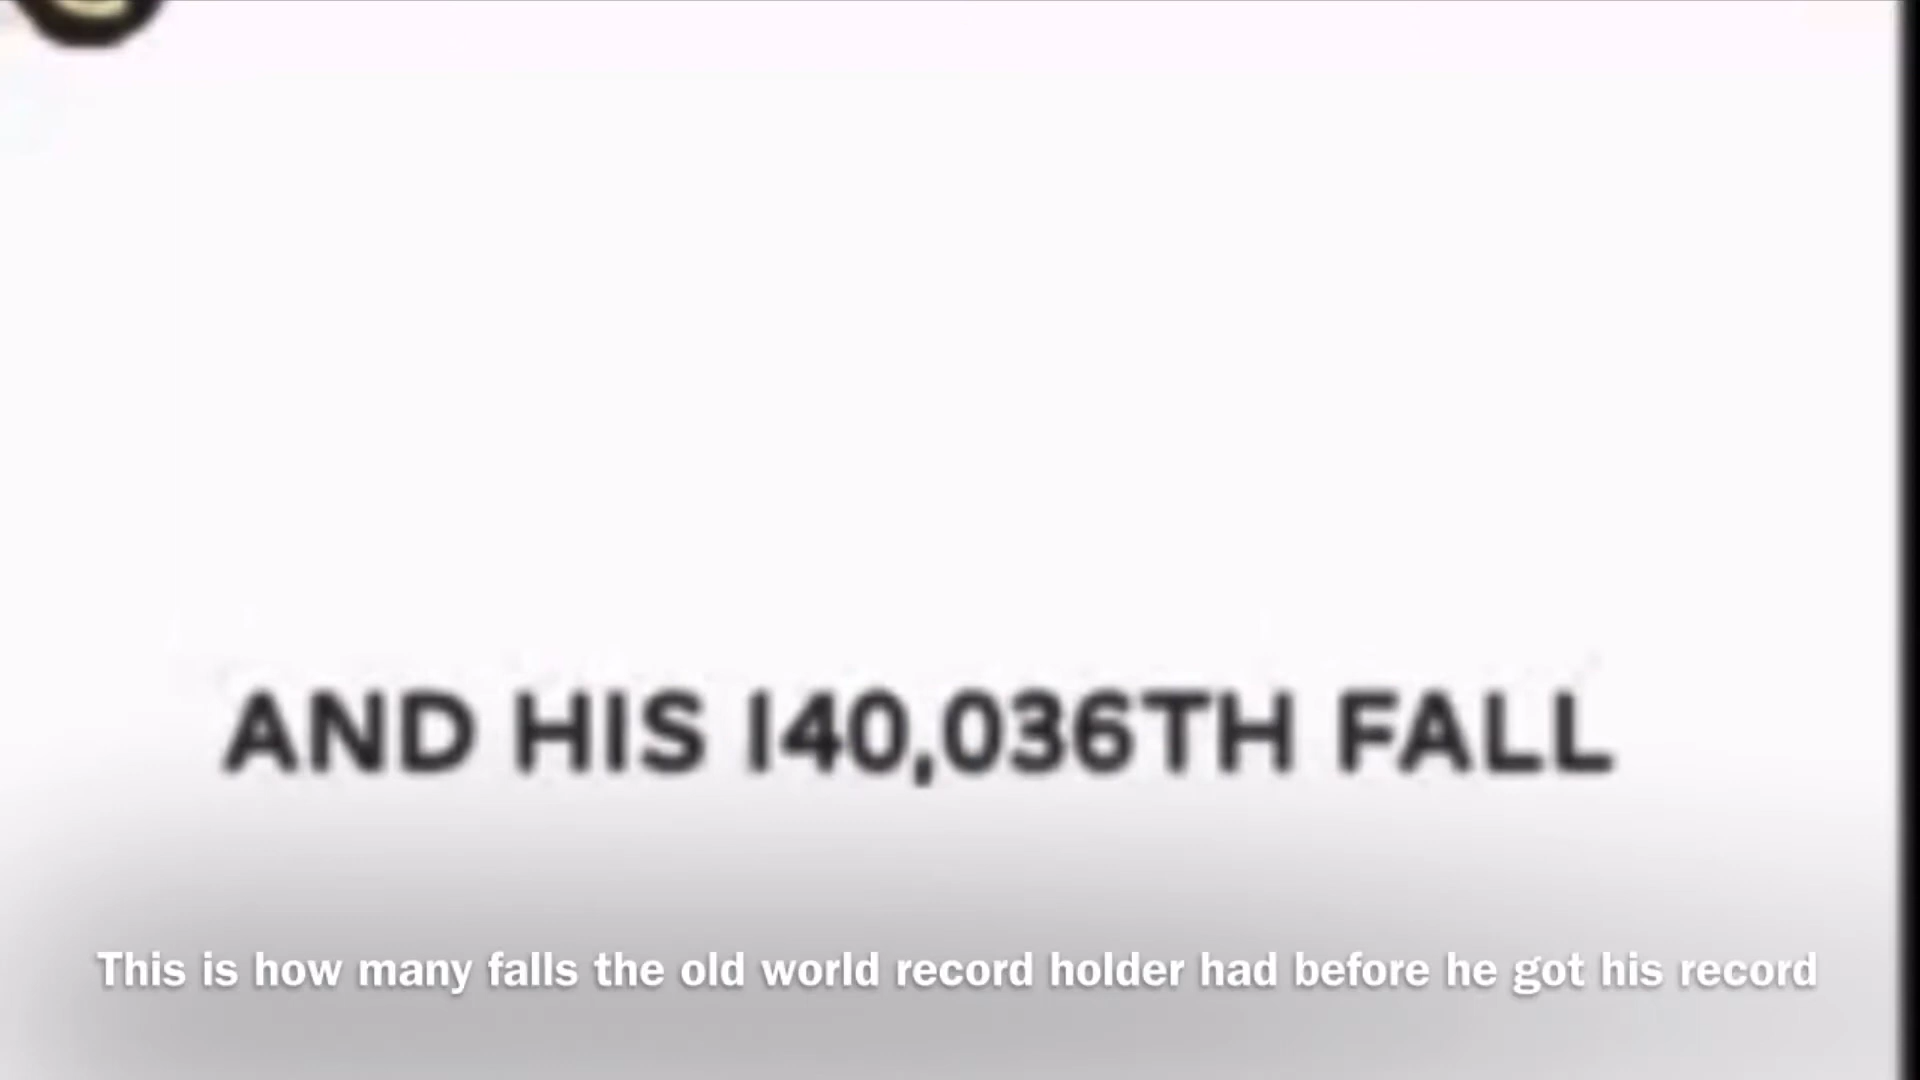 AND HIS 140,036TH FALL
This is how many falls the old world record holder had before he got his record